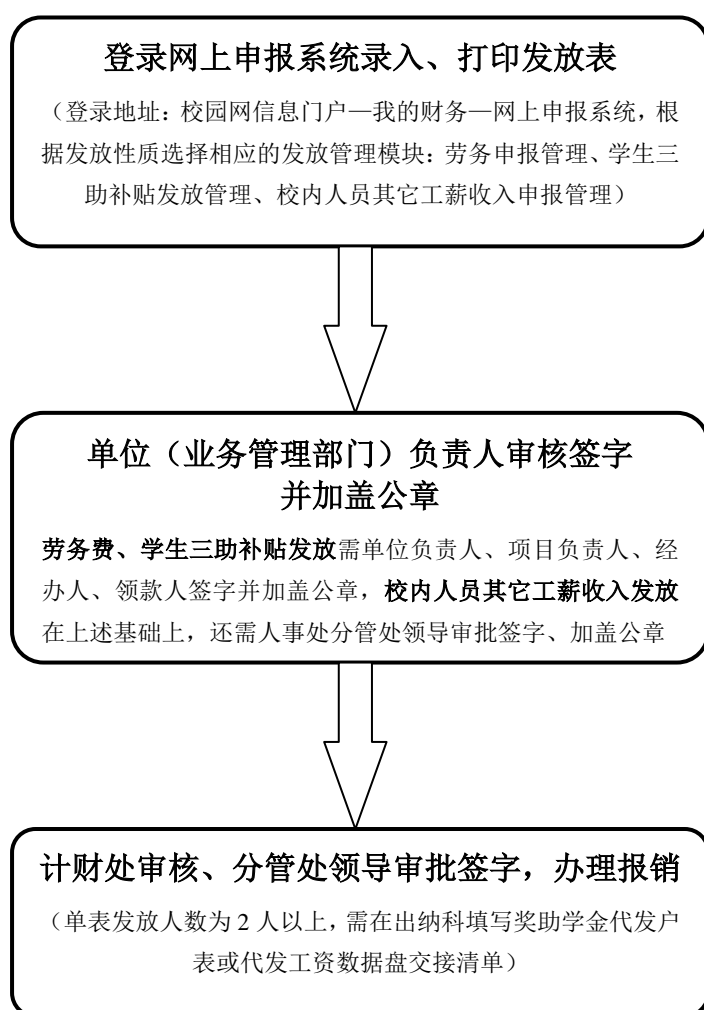 登录网上申报系统录入、打印发放表
（登录地址：校园网信息门户—我的财务—网上申报系统，根
据发放性质选择相应的发放管理模块：劳务申报管理、学生三
助补贴发放管理、校内人员其它工薪收入申报管理）
单位（业务管理部门）负责人审核签字
并加盖公章
劳务费、学生三助补贴发放需单位负责人、项目负责人、经
办人、领款人签字并加盖公章，校内人员其它工薪收入发放
在上述基础上，还需人事处分管处领导审批签字、加盖公章
计财处审核、分管处领导审批签字，办理报销
（单表发放人数为 2 人以上，需在出纳科填写奖助学金代发户
表或代发工资数据盘交接清单）